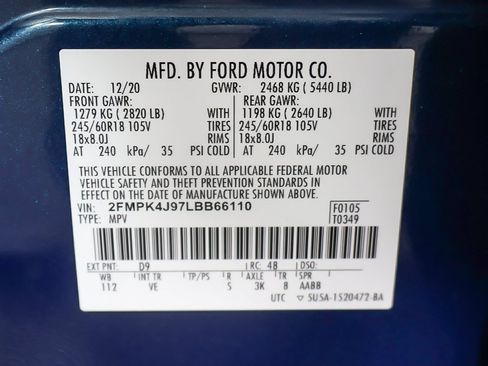 MFD. BY FORD MOTOR CO.
DATE: 12/20 GVWR: 2468 KG ( 5440 LB)
FRONT GAWR: REAR GAWR:
1279 KG ( 2820 LB) WITH 1198 KG ( 2640 LB) WITH
245/60R18 105V TIRES 245/60R18 105V TIRES
18x8.0J RIMS 18x8.0J RIMS
AT 240 kPa/ 35 PSI COLD AT 240 kPa/ 35 PSI COLD
THIS VEHICLE CONFORMS TO ALL APPLICABLE FEDERAL MOTOR
VEHICLE SAFETY AND THEFT PREVENTION STANDARDS IN EFFECT
ON THE DATE OF MANUFACTURE SHOWN ABOVE.
VIN: 2FMPK4J97LBB66110 F0105
TYPE: MPV T0349
EXT PNT: D9 RC: 48 DSO:
WB INT TR TP/PS R AXLE TR SPR
112 VE S 3K 8 AABB
UTC ▽ 5U5A-1520472-BA